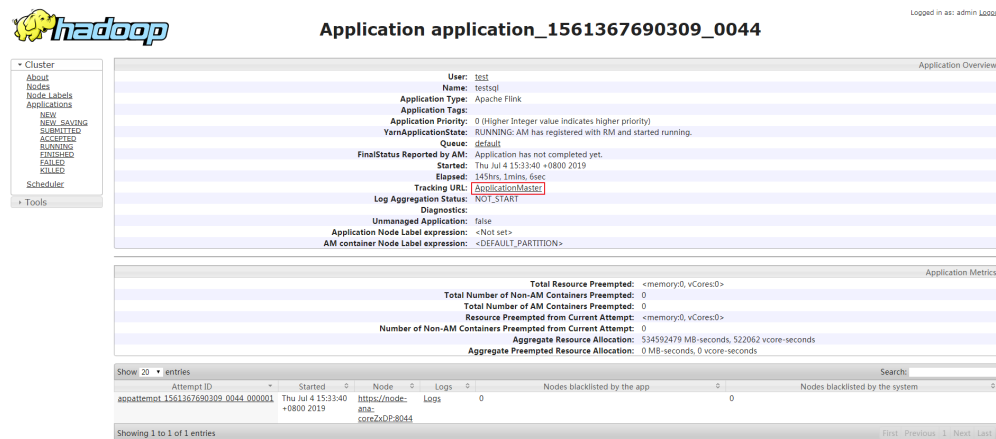 Logged in as: admin Logou
hadoop
Application application_1561367690309_0044
Cluster
About
Nodes
Node Labels
Applications
NEW
NEW_SAVING
SUBMITTED
ACCEPTED
RUNNING
FINISHED
FAILED
KILLED
Scheduler
Tools
Application Overview
User: test
Name: testsql
Application Type: Apache Flink
Application Tags:
Application Priority: 0 (Higher Integer value indicates higher priority)
YarnApplicationState: RUNNING: AM has registered with RM and started running.
Queue: default
FinalStatus Reported by AM: Application has not completed yet.
Started: Thu Jul 4 15:33:40 +0800 2019
Elapsed: 145hrs, 1mins, 6sec
Tracking URL: ApplicationMaster
Log Aggregation Status: NOT_START
Diagnostics:
Unmanaged Application: false
Application Node Label expression: <Not set>
AM container Node Label expression: <DEFAULT_PARTITION>
Application Metrics
Total Resource Preempted: <memory:0, vCores:0>
Total Number of Non-AM Containers Preempted: 0
Total Number of AM Containers Preempted: 0
Resource Preempted from Current Attempt: <memory:0, vCores:0>
Number of Non-AM Containers Preempted from Current Attempt: 0
Aggregate Resource Allocation: 534592479 MB-seconds, 522062 vcore-seconds
Aggregate Preempted Resource Allocation: 0 MB-seconds, 0 vcore-seconds
Show 20 entries Search:
Attempt ID Started Node Logs Nodes blacklisted by the app Nodes blacklisted by the system
appattempt_1561367690309_0044_000001 Thu Jul 4 15:33:40 https://node- Logs 0 0
+0800 2019 ana-
coreZxDP:8044
Showing 1 to 1 of 1 entries First Previous 1 Next Last